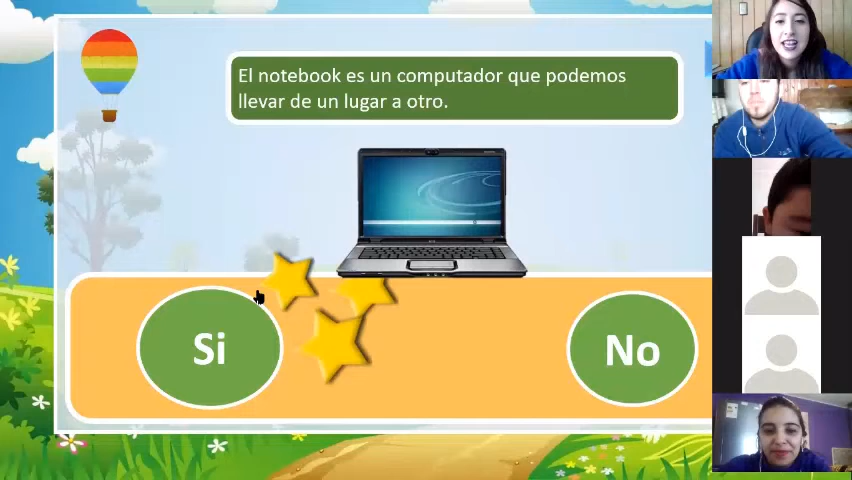 El notebook es un computador que podemos
llevar de un lugar a otro.
Si
No